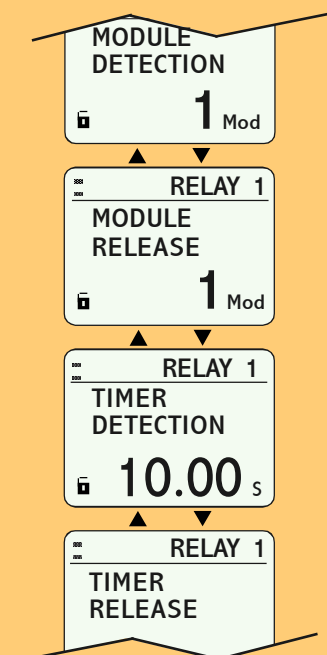 MODULE
DETECTION
1 Mod
RELAY 1
MODULE
RELEASE
1 Mod
RELAY 1
TIMER
DETECTION
10.00 s
RELAY 1
TIMER
RELEASE